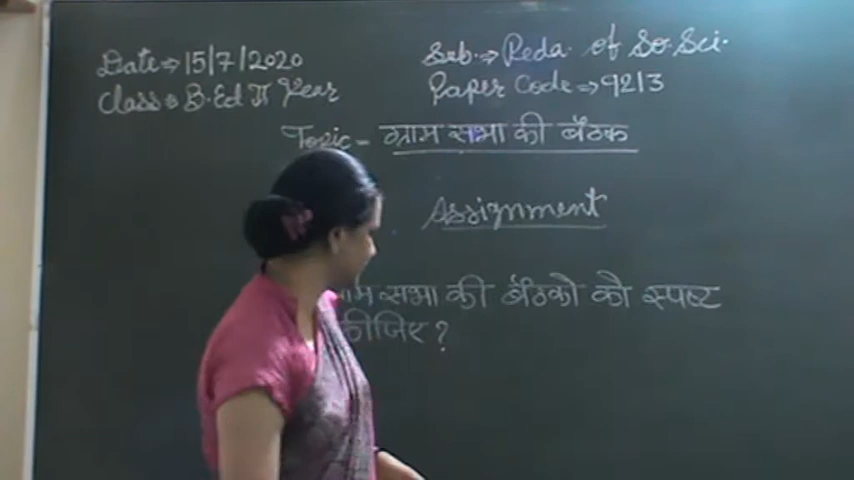 Date → 15/7/2020
Sub. → Peda. of So. Sci.
Class → B.Ed II Year
Paper Code → 9213
Topic = ग्राम सभा की बैठक
Assignment
सभा की बैठको को स्पष्ट
कीजिए ?